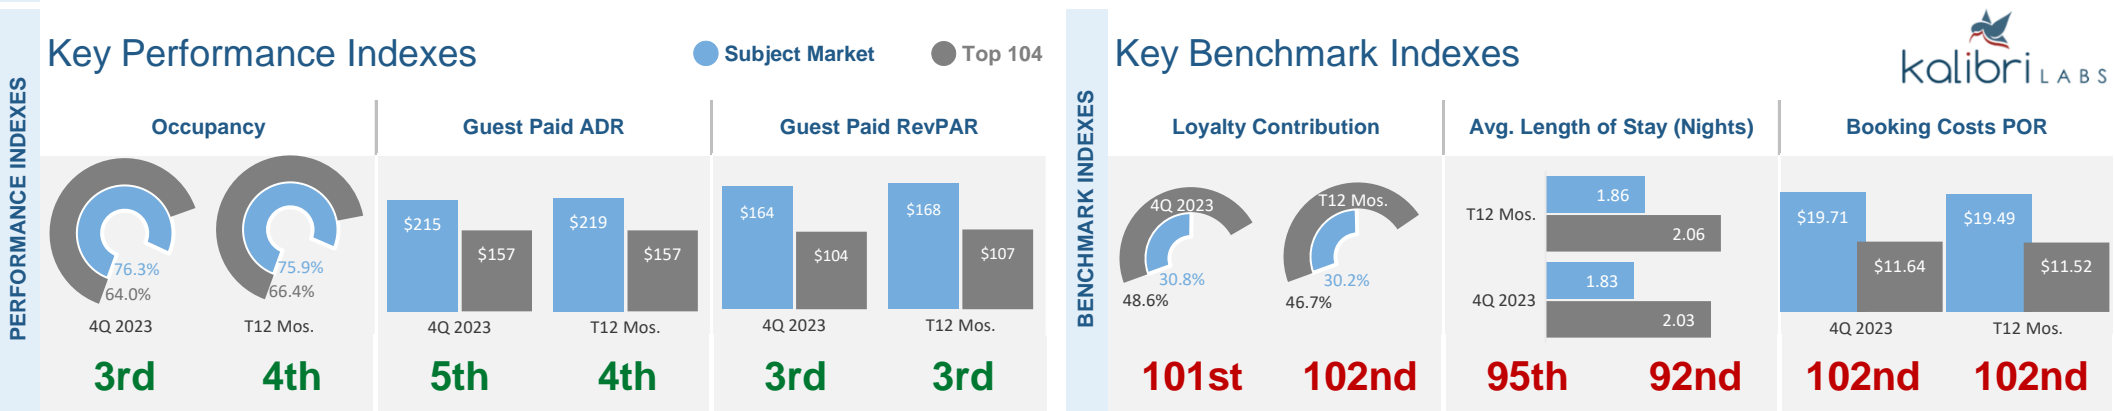 PERFORMANCE INDEXES
Key Performance Indexes
Subject Market
Top 104
Occupancy
Guest Paid ADR
Guest Paid RevPAR
76.3%
64.0%
4Q 2023
75.9%
66.4%
T12 Mos.
$215
$157
4Q 2023
$219
$157
T12 Mos.
$164
$104
4Q 2023
$168
$107
T12 Mos.
3rd
4th
5th
4th
3rd
3rd
BENCHMARK INDEXES
Key Benchmark Indexes
kalibri LABS
Loyalty Contribution
Avg. Length of Stay (Nights)
Booking Costs POR
4Q 2023
30.8%
48.6%
T12 Mos.
30.2%
46.7%
T12 Mos.
1.86
2.06
4Q 2023
1.83
2.03
$19.71
$11.64
4Q 2023
$19.49
$11.52
T12 Mos.
101st
102nd
95th
92nd
102nd
102nd